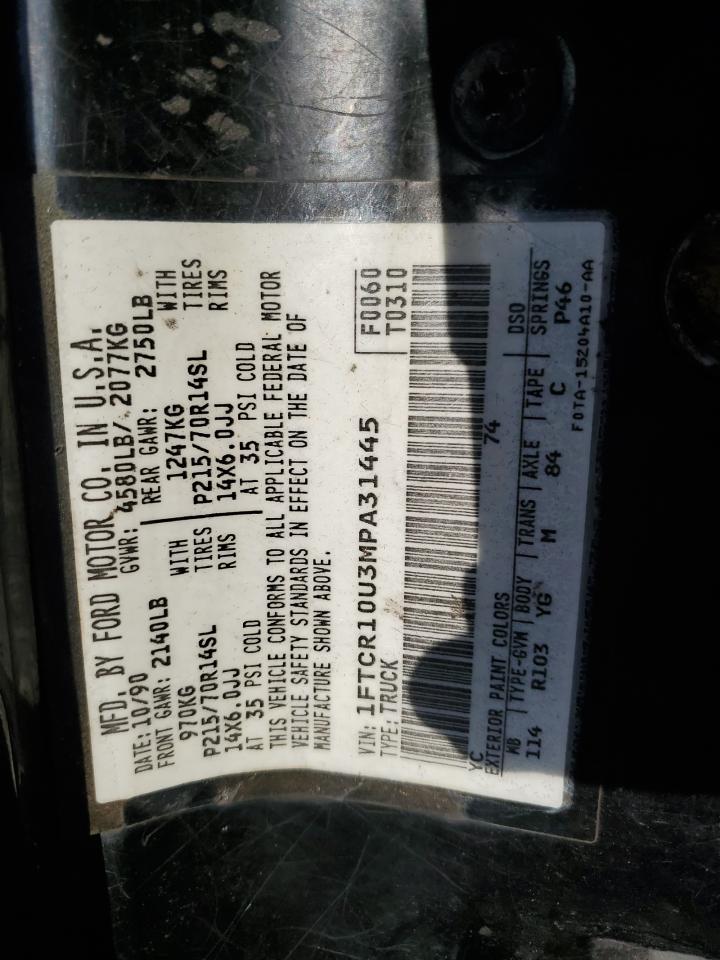 MFD. BY FORD MOTOR CO. IN U.S.A.
DATE: 10/90 GVWR: 4580LB/ 2077KG
FRONT GAWR: 2140LB REAR GAWR: 2750LB
970KG WITH 1247KG WITH
P215/70R14SL TIRES P215/70R14SL TIRES
14X6.0JJ RIMS 14X6.0JJ RIMS
AT 35 PSI COLD AT 35 PSI COLD
THIS VEHICLE CONFORMS TO ALL APPLICABLE FEDERAL MOTOR
VEHICLE SAFETY STANDARDS IN EFFECT ON THE DATE OF
MANUFACTURE SHOWN ABOVE.
VIN: 1FTCR10U3MPA31445 F0060
TYPE: TRUCK T0310
YC 74
EXTERIOR PAINT COLORS DSO
WB TYPE-GVW BODY TRANS AXLE TAPE SPRINGS
114 R103 YG M 84 C P46
F0TA-15204A10-AA